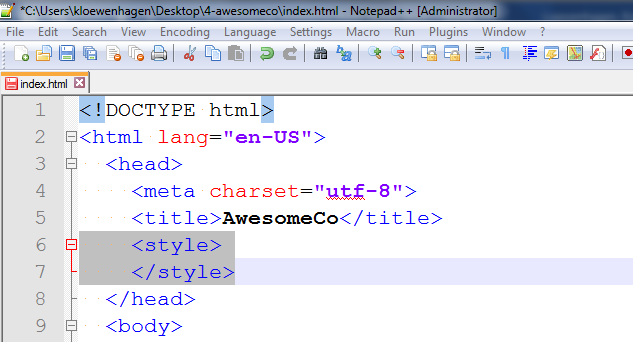 *C:\Users\kloewenhagen\Desktop\4-awesomeco\index.html - Notepad++ [Administrator]
File Edit Search View Encoding Language Settings Macro Run Plugins Window ?
index.html
1 <!DOCTYPE html>
2 <html lang="en-US">
3 <head>
4 <meta charset="utf-8">
5 <title>AwesomeCo</title>
6 <style>
7 </style>
8 </head>
9 <body>